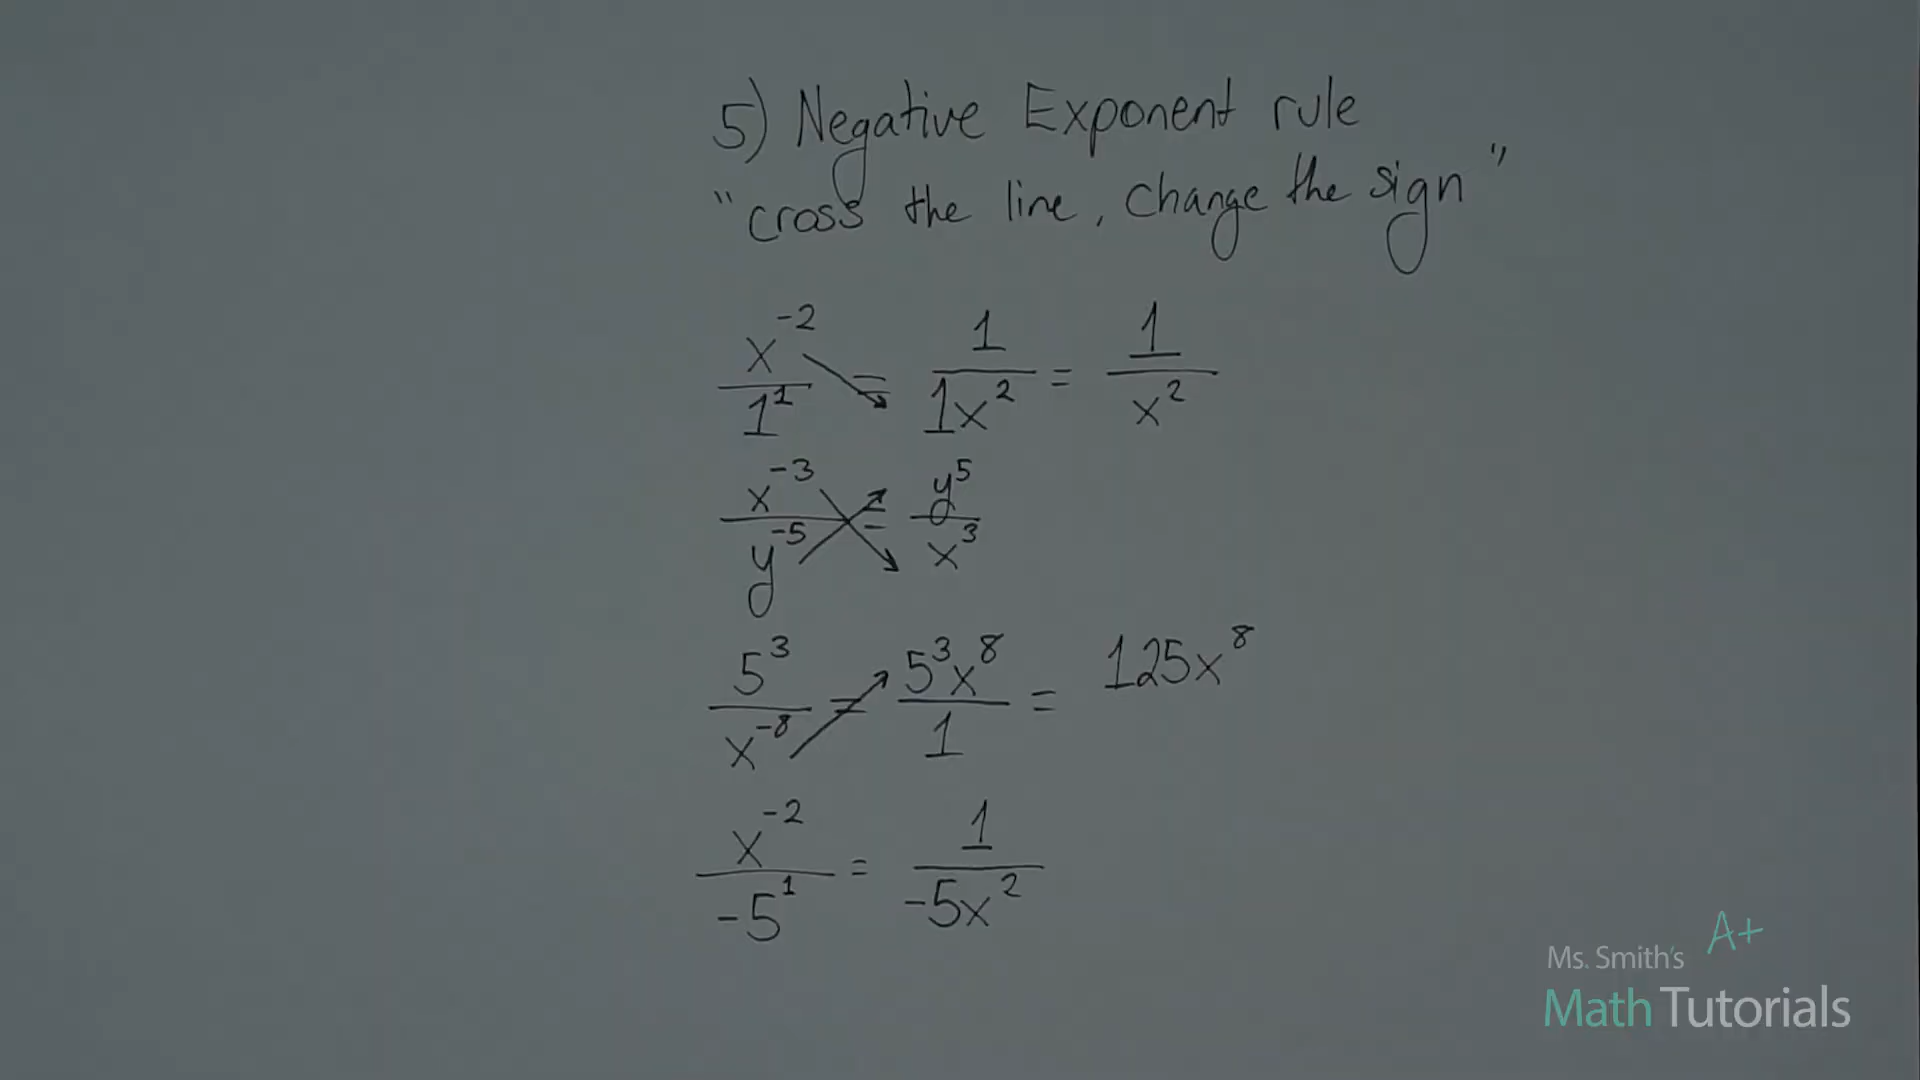 5) Negative Exponent rule
"cross the line, change the sign"
x^-2 / 1^1 = 1 / 1x^2 = 1 / x^2
x^-3 / y^-5 = y^5 / x^3
5^3 / x^-8 = 5^3x^8 / 1 = 125x^8
x^-2 / -5^1 = 1 / -5x^2
A+
Ms. Smith's
Math Tutorials